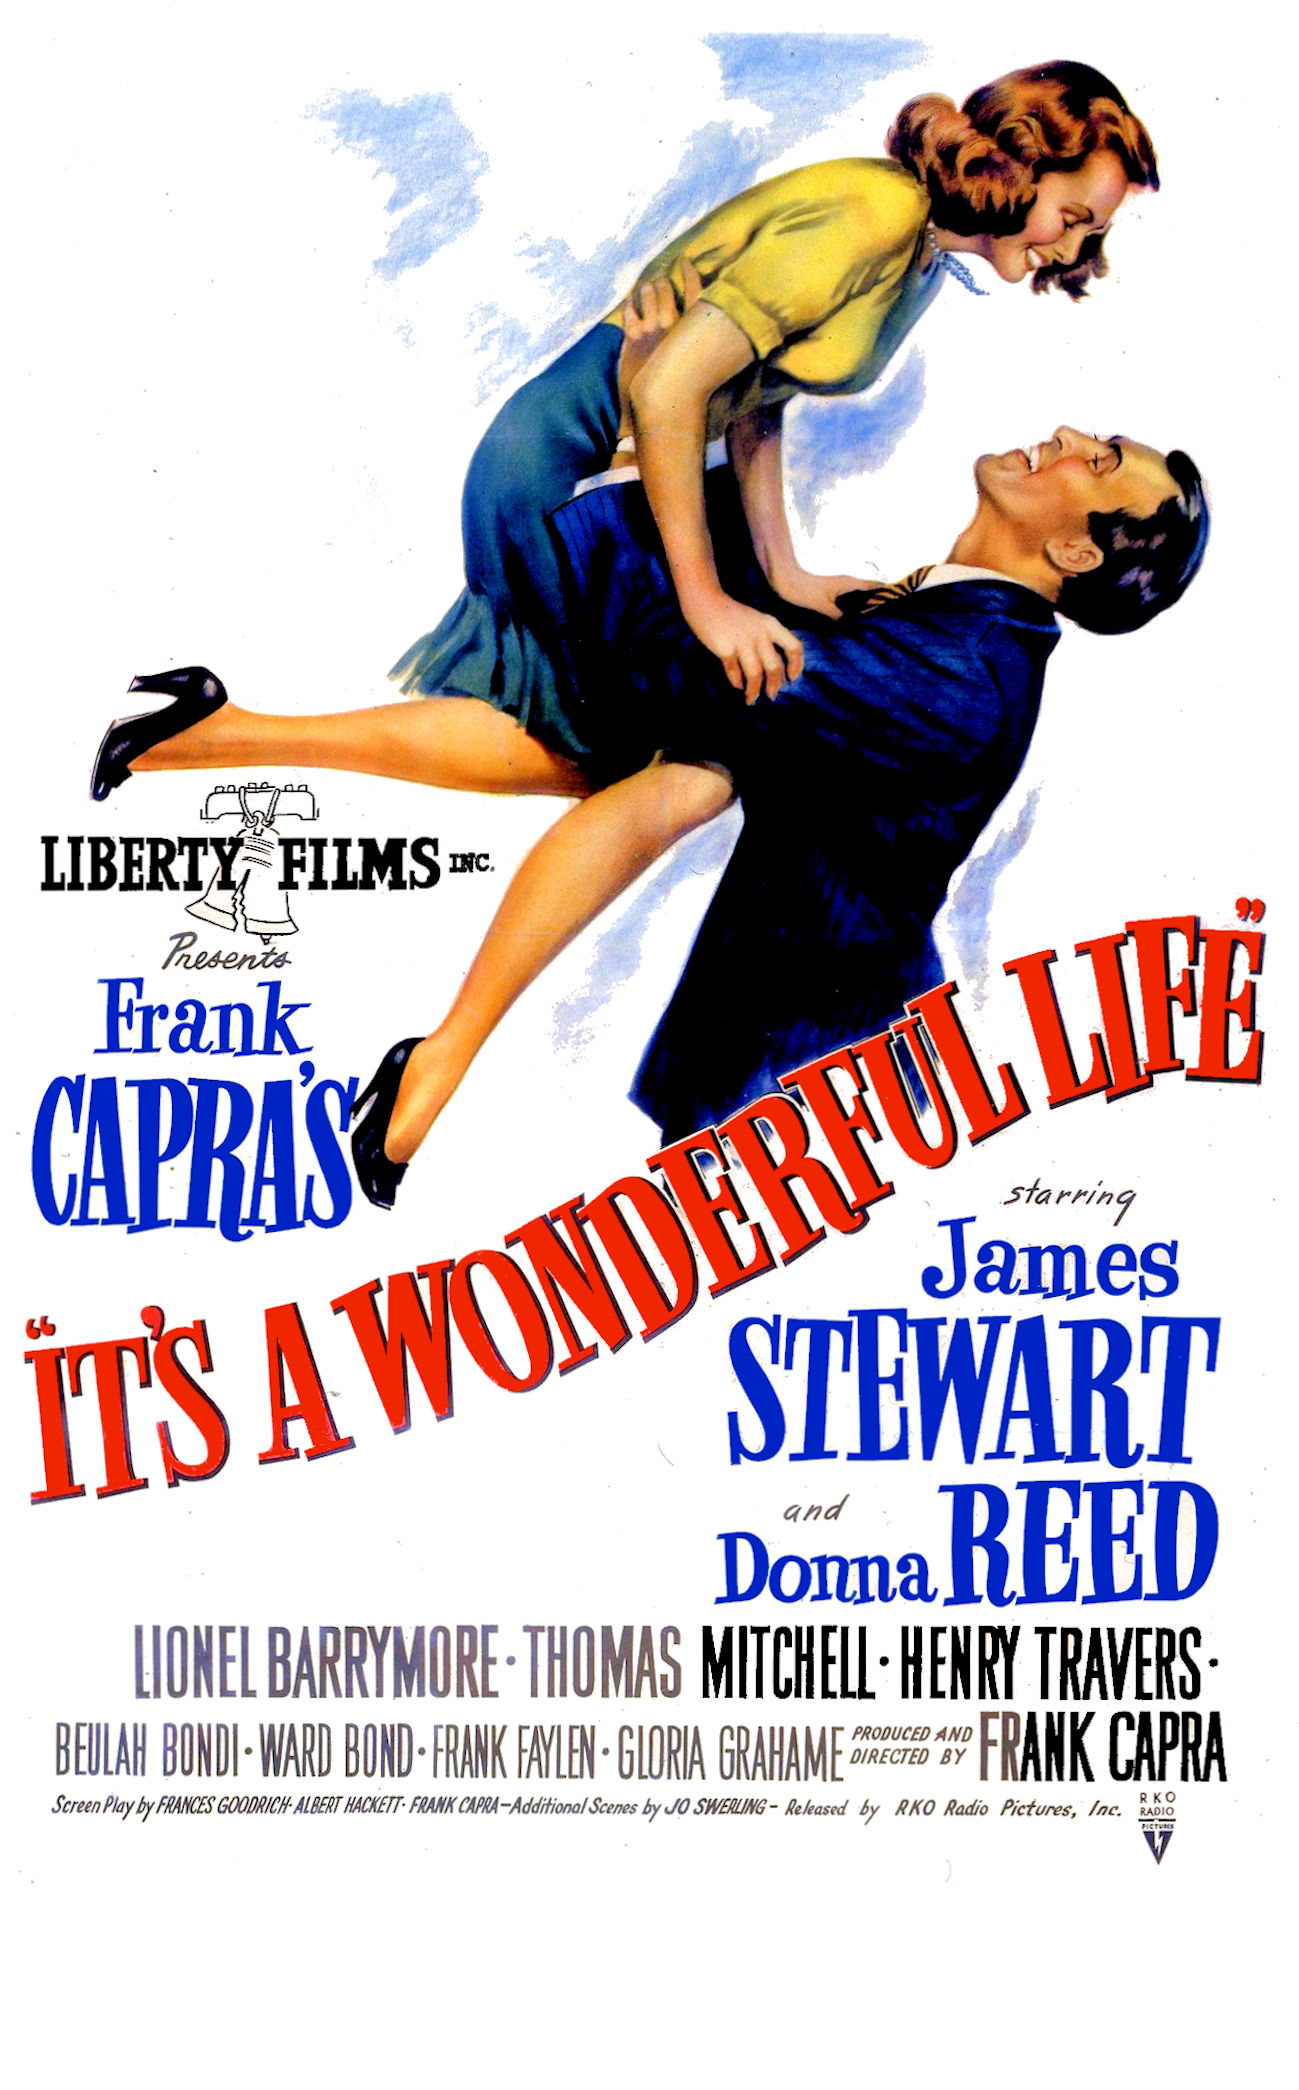 LIBERTY FILMS INC.
Presents
Frank
CAPRA'S
"IT'S A WONDERFUL LIFE"
starring
James
STEWART
and
Donna REED
LIONEL BARRYMORE · THOMAS MITCHELL · HENRY TRAVERS ·
BEULAH BONDI · WARD BOND · FRANK FAYLEN · GLORIA GRAHAME PRODUCED AND DIRECTED BY FRANK CAPRA
Screen Play by FRANCES GOODRICH · ALBERT HACKETT · FRANK CAPRA — Additional Scenes by JO SWERLING - Released by RKO Radio Pictures, Inc.
RKO
RADIO
PICTURES